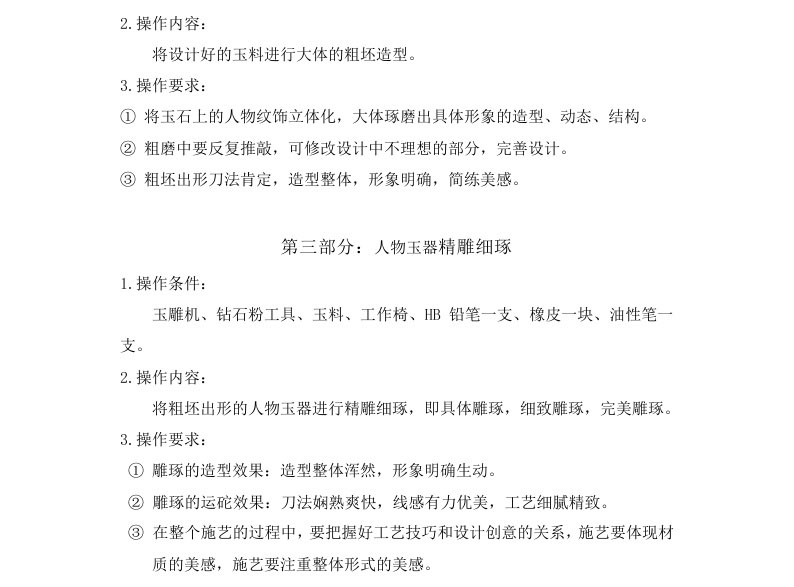 2.操作内容：
将设计好的玉料进行大体的粗坯造型。
3.操作要求：
① 将玉石上的人物纹饰立体化，大体琢磨出具体形象的造型、动态、结构。
② 粗磨中要反复推敲，可修改设计中不理想的部分，完善设计。
③ 粗坯出形刀法肯定，造型整体，形象明确，简练美感。
第三部分：人物玉器精雕细琢
1.操作条件：
玉雕机、钻石粉工具、玉料、工作椅、HB 铅笔一支、橡皮一块、油性笔一
支。
2.操作内容：
将粗坯出形的人物玉器进行精雕细琢，即具体雕琢，细致雕琢，完美雕琢。
3.操作要求：
① 雕琢的造型效果：造型整体浑然，形象明确生动。
② 雕琢的运砣效果：刀法娴熟爽快，线感有力优美，工艺细腻精致。
③ 在整个施艺的过程中，要把握好工艺技巧和设计创意的关系，施艺要体现材
质的美感，施艺要注重整体形式的美感。